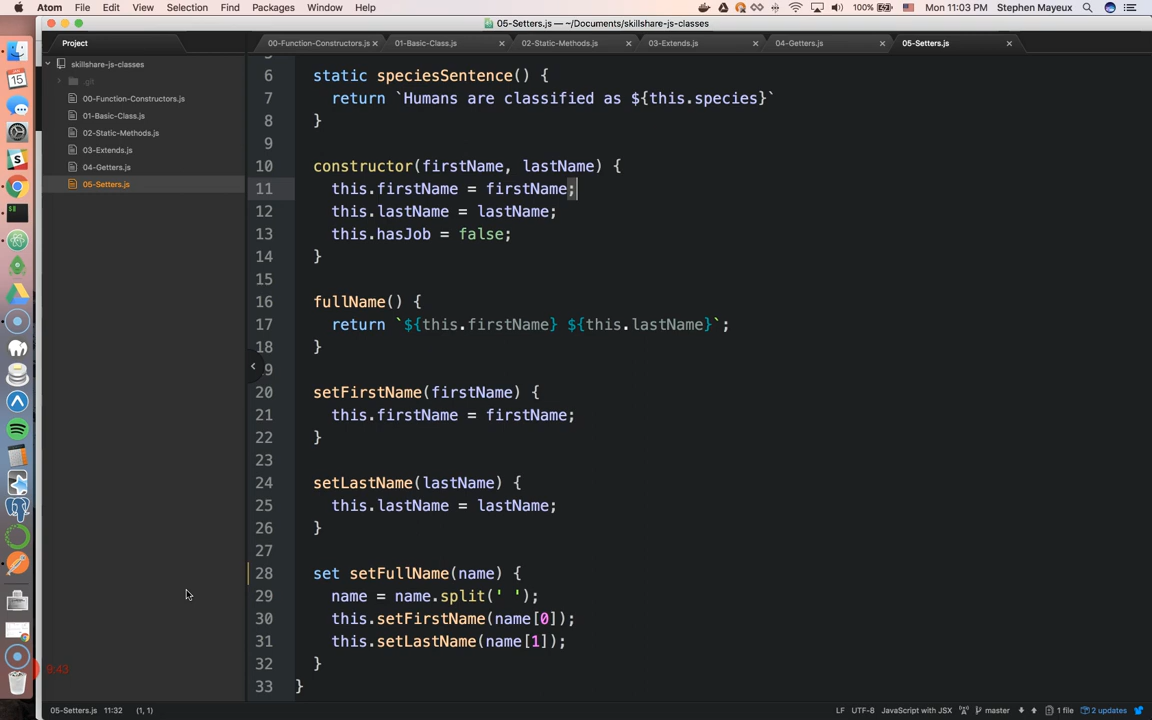 Atom File Edit View Selection Find Packages Window Help 100% Mon 11:03 PM Stephen Mayeux
05-Setters.js — ~/Documents/skillshare-js-classes
Project 00-Function-Constructors.js 01-Basic-Class.js 02-Static-Methods.js 03-Extends.js 04-Getters.js 05-Setters.js
skillshare-js-classes
.git
00-Function-Constructors.js
01-Basic-Class.js
02-Static-Methods.js
03-Extends.js
04-Getters.js
05-Setters.js
6 static speciesSentence() {
7 return `Humans are classified as ${this.species}`
8 }
9
10 constructor(firstName, lastName) {
11 this.firstName = firstName;
12 this.lastName = lastName;
13 this.hasJob = false;
14 }
15
16 fullName() {
17 return `${this.firstName} ${this.lastName}`;
18 }
19
20 setFirstName(firstName) {
21 this.firstName = firstName;
22 }
23
24 setLastName(lastName) {
25 this.lastName = lastName;
26 }
27
28 set setFullName(name) {
29 name = name.split(' ');
30 this.setFirstName(name[0]);
31 this.setLastName(name[1]);
32 }
33 }
15
9:43
05-Setters.js 11:32 (1, 1) LF UTF-8 JavaScript with JSX master 1 file 2 updates